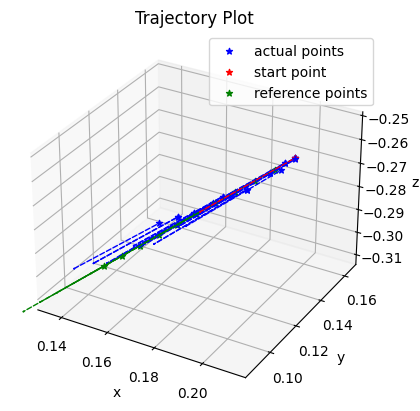 Trajectory Plot
actual points
start point
reference points
-0.25
-0.26
-0.27
-0.28
-0.29
-0.30
-0.31
z
0.16
0.14
0.12
0.10
y
0.14
0.16
0.18
0.20
x